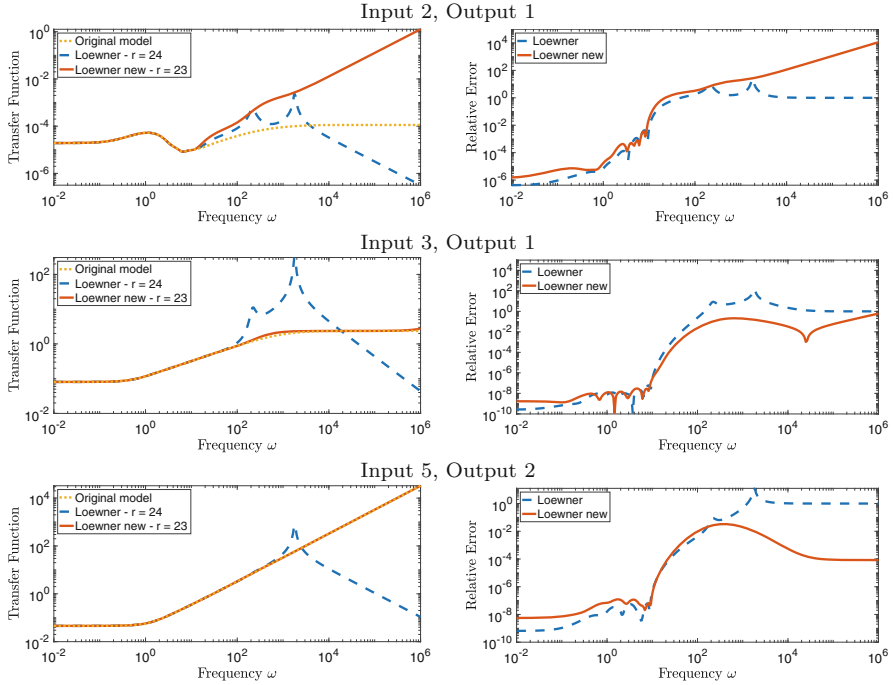 Input 2, Output 1
Transfer Function
10^0
10^-2
10^-4
10^-6
Original model
Loewner - r = 24
Loewner new - r = 23
10^-2 10^0 10^2 10^4 10^6
Frequency ω
Relative Error
10^4
10^2
10^0
10^-2
10^-4
10^-6
Loewner
Loewner new
10^-2 10^0 10^2 10^4 10^6
Frequency ω
Input 3, Output 1
Transfer Function
10^2
10^0
10^-2
Original model
Loewner - r = 24
Loewner new - r = 23
10^-2 10^0 10^2 10^4 10^6
Frequency ω
Relative Error
10^4
10^2
10^0
10^-2
10^-4
10^-6
10^-8
10^-10
Loewner
Loewner new
10^-2 10^0 10^2 10^4 10^6
Frequency ω
Input 5, Output 2
Transfer Function
10^4
10^2
10^0
10^-2
Original model
Loewner - r = 24
Loewner new - r = 23
10^-2 10^0 10^2 10^4 10^6
Frequency ω
Relative Error
10^0
10^-2
10^-4
10^-6
10^-8
10^-10
Loewner
Loewner new
10^-2 10^0 10^2 10^4 10^6
Frequency ω